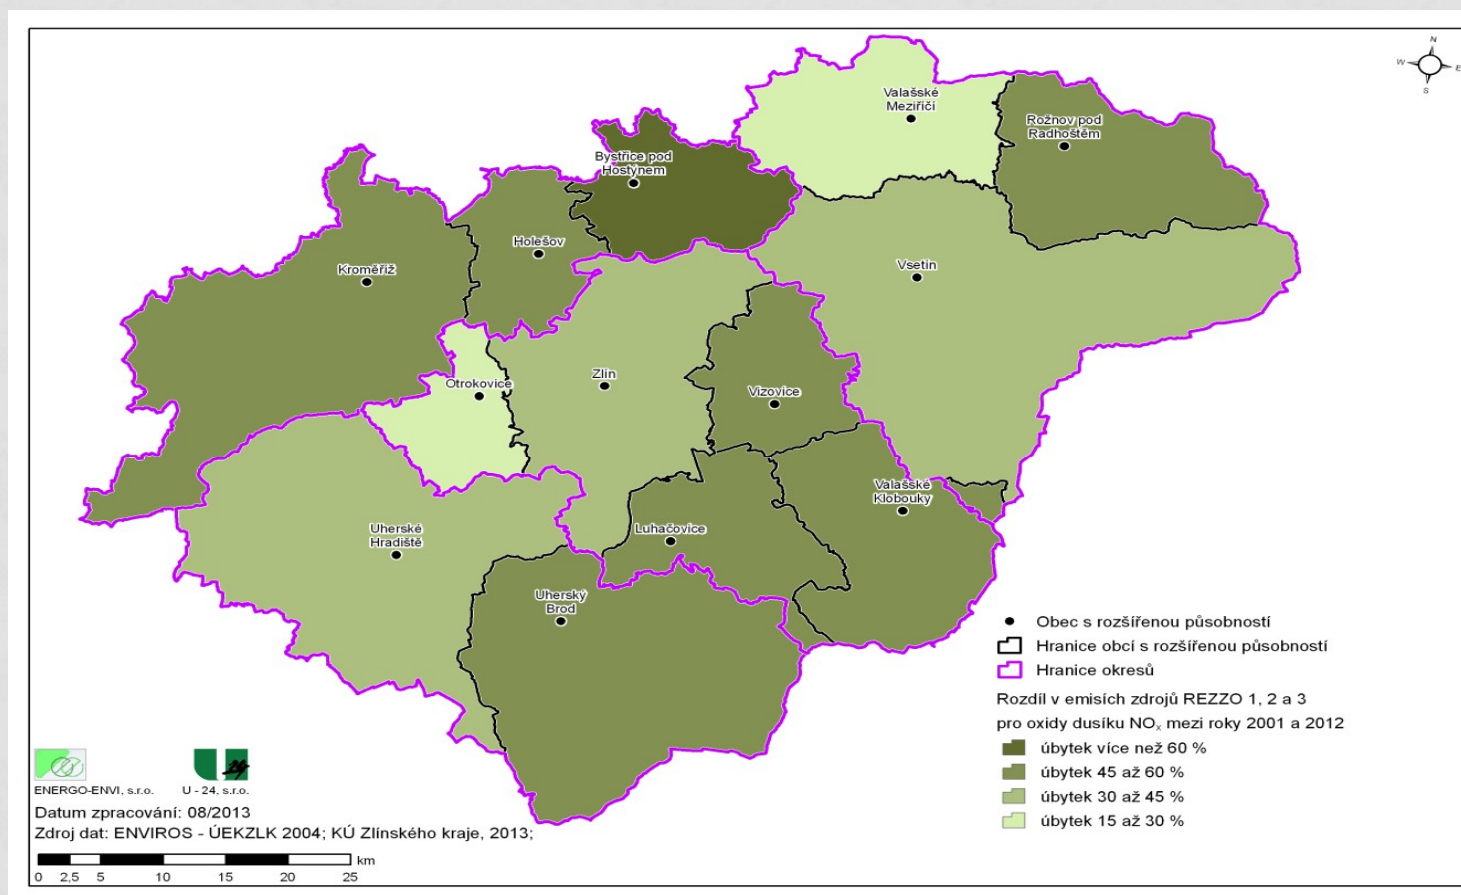 N
W
E
S
Valašské
Meziříčí
Rožnov pod
Radhoštěm
Bystřice pod
Hostýnem
Holešov
Kroměříž
Vsetín
Otrokovice
Zlín
Vizovice
Valašské
Klobouky
Uherské
Hradiště
Luhačovice
Uherský
Brod
Obec s rozšířenou působností
Hranice obcí s rozšířenou působností
Hranice okresů
Rozdíl v emisích zdrojů REZZO 1, 2 a 3
pro oxidy dusíku NOₓ mezi roky 2001 a 2012
úbytek více než 60 %
úbytek 45 až 60 %
úbytek 30 až 45 %
úbytek 15 až 30 %
ENERGO-ENVI, s.r.o.
U - 24, s.r.o.
Datum zpracování: 08/2013
Zdroj dat: ENVIROS - ÚEKZLK 2004; KÚ Zlínského kraje, 2013;
km
0 2,5 5 10 15 20 25